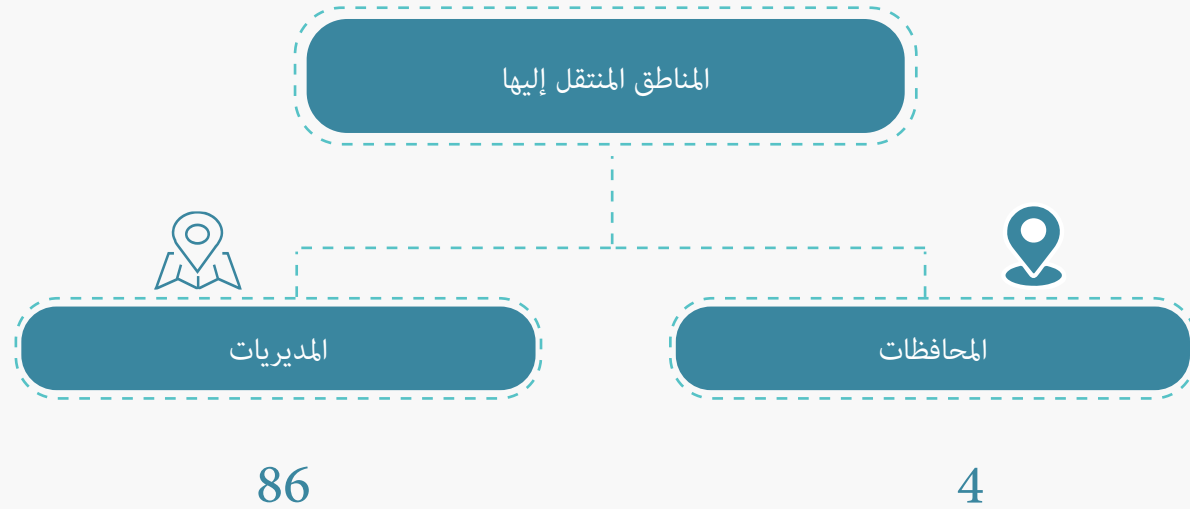 المناطق المنتقل إليها
المحافظات
المديريات
4
86